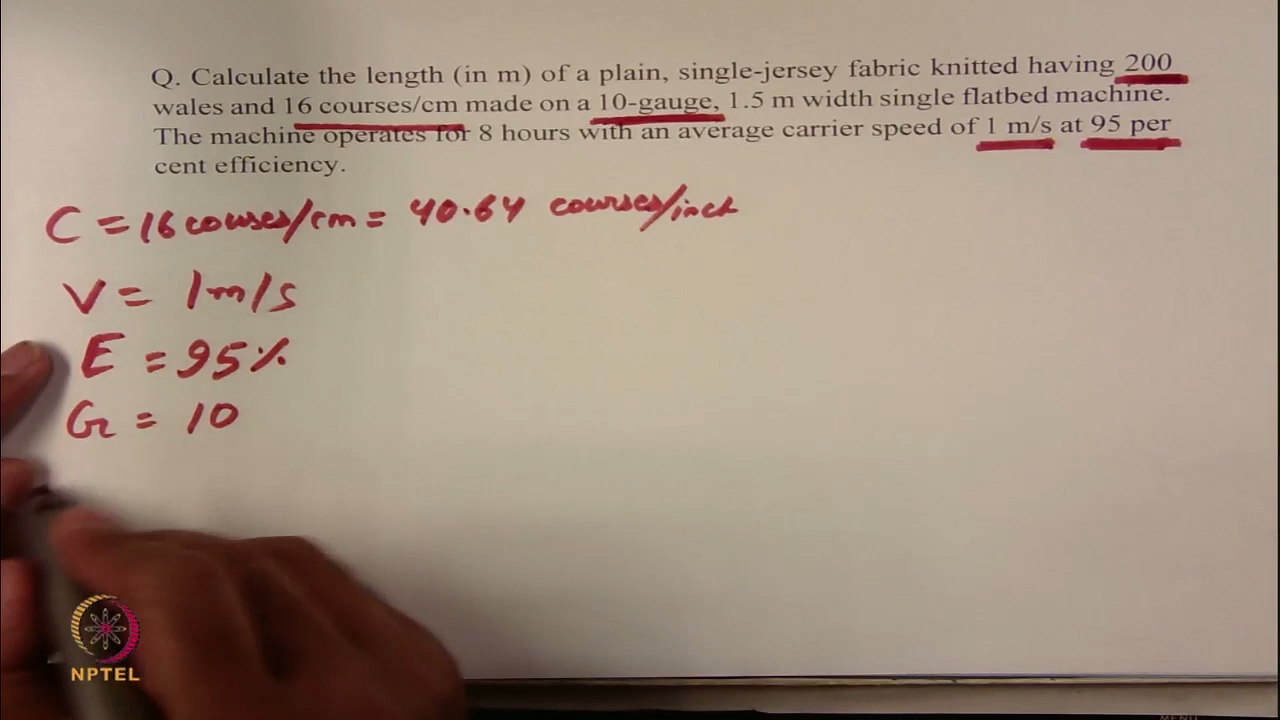 Q. Calculate the length (in m) of a plain, single-jersey fabric knitted having 200
wales and 16 courses/cm made on a 10-gauge, 1.5 m width single flatbed machine.
The machine operates for 8 hours with an average carrier speed of 1 m/s at 95 per
cent efficiency.
C = 16 couses/cm = 40.64 courses/inch
V = 1m/s
E = 95%
G = 10
NPTEL